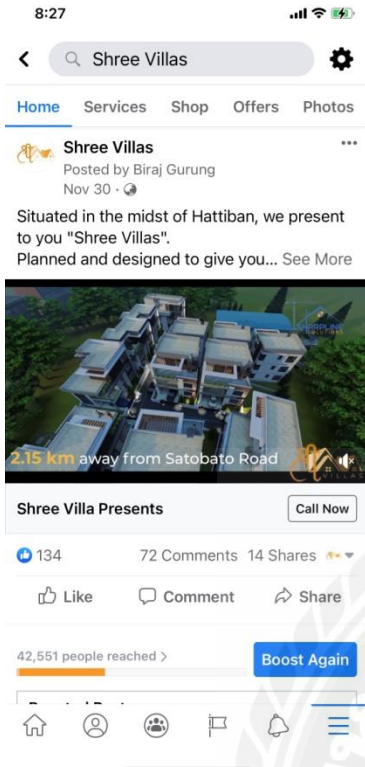 8:27
Shree Villas
Home Services Shop Offers Photos
Shree Villas
Posted by Biraj Gurung
Nov 30 ·
Situated in the midst of Hattiban, we present
to you "Shree Villas".
Planned and designed to give you... See More
SHARPLINE
2.15 km away from Satobato Road
VILLAS
Shree Villa Presents
Call Now
134 72 Comments 14 Shares
Like Comment Share
42,551 people reached >
Boost Again